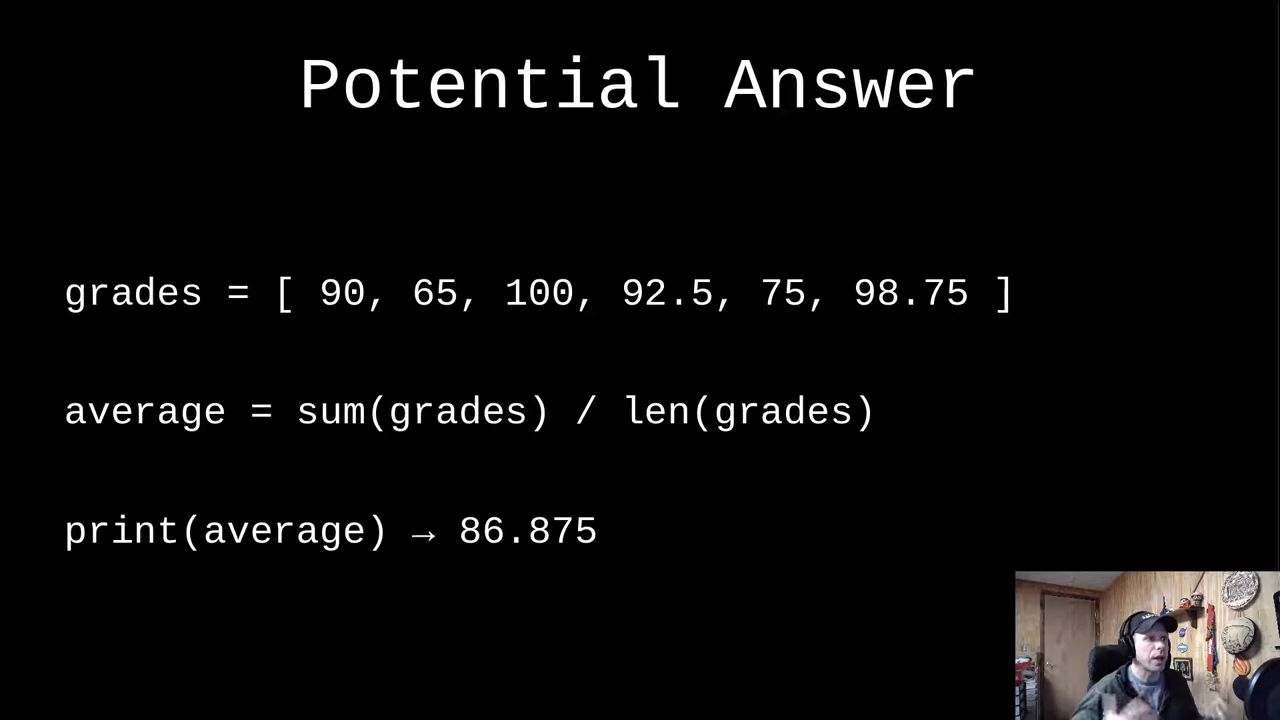 Potential Answer
grades = [ 90, 65, 100, 92.5, 75, 98.75 ]
average = sum(grades) / len(grades)
print(average) → 86.875